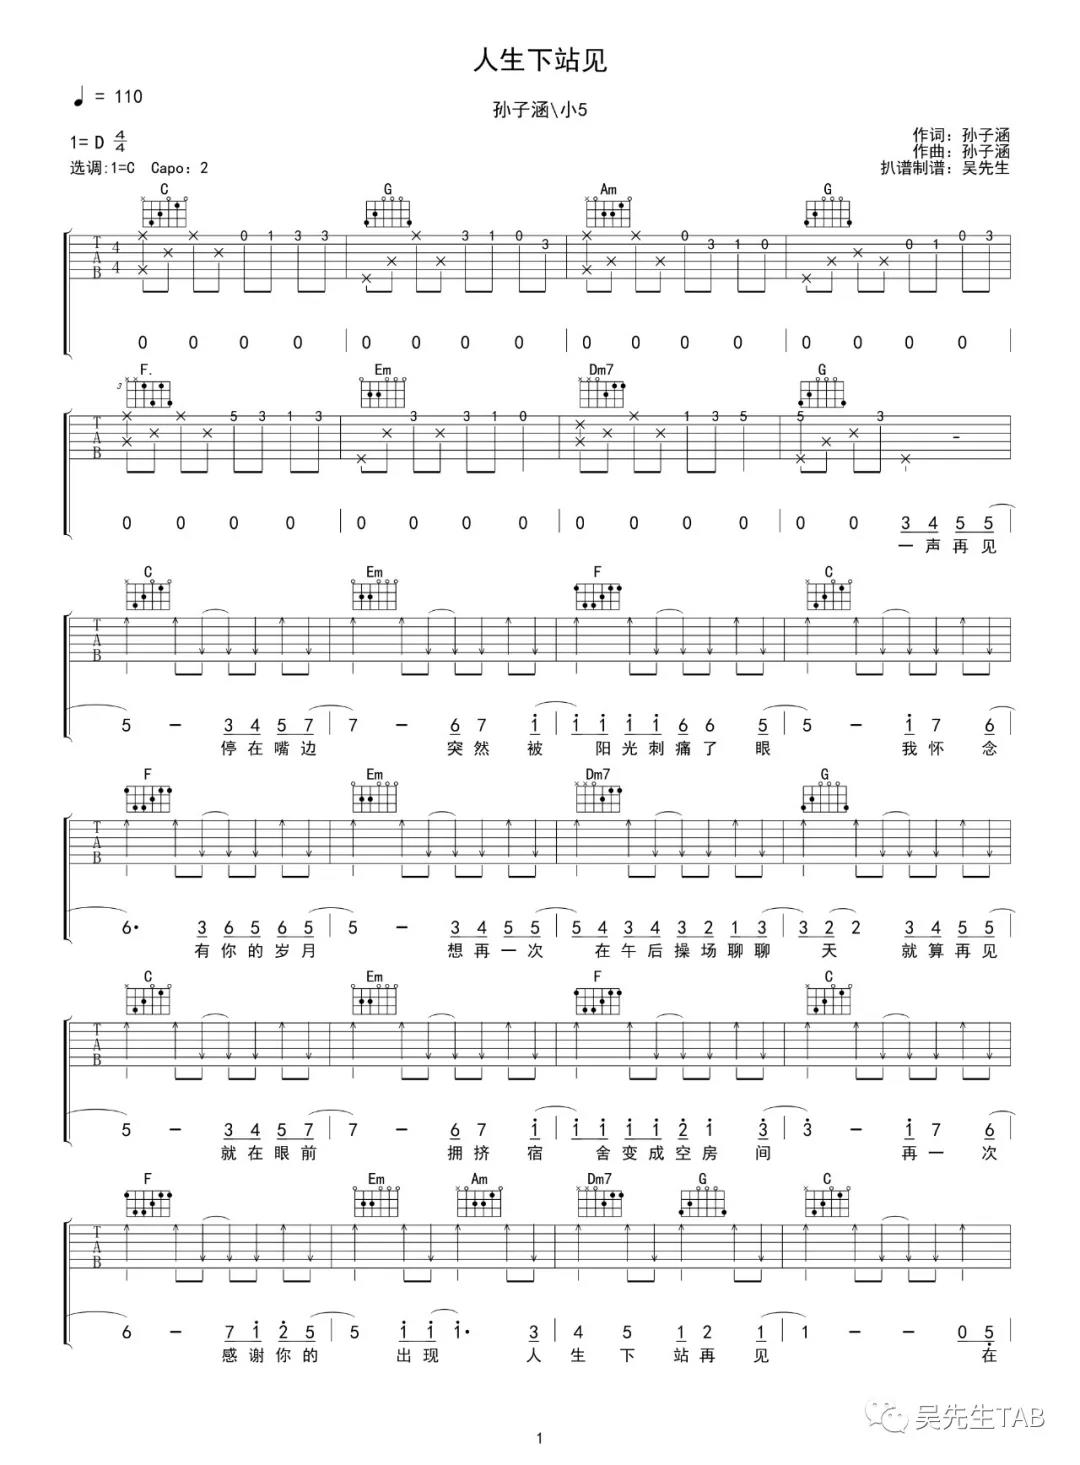 人生下站见
♩= 110
孙子涵\小5
1= D 4/4
作词：孙子涵
作曲：孙子涵
选调:1=C Capo：2
扒谱制谱：吴先生
C G Am G
T A B 4 4 0 1 3 3 3 1 0 3 0 3 1 0 0 1 0 3
0 0 0 0 0 0 0 0 0 0 0 0 0 0 0 0
F. Em Dm7 G
3
T A B 5 3 1 3 3 3 1 0 1 3 5 5 3 -
0 0 0 0 0 0 0 0 0 0 0 0 0 0 3 4 5 5
一声再见
C Em F C
T A B
5 - 3 4 5 7 7 - 6 7 i i i i i 6 6 5 5 - i 7 6
停在嘴边 突然 被 阳光刺痛了 眼 我怀 念
F Em Dm7 G
T A B
6· 3 6 5 6 5 5 - 3 4 5 5 5 4 3 4 3 2 1 3 3 2 2 3 4 5 5
有你的岁月 想再一次 在午后操场聊聊 天 就算再见
C Em F C
T A B
5 - 3 4 5 7 7 - 6 7 i i i i i 2 i 3 3 - i 7 6
就在眼前 拥挤 宿 舍变成空房 间 再一 次
F Em Am Dm7 G C
T A B
6 - 7 i 2 5 5 i i i· 3 4 5 1 2 1 1 - - 0 5
感谢你的 出现 人 生 下 站再 见 在
吴先生TAB
1